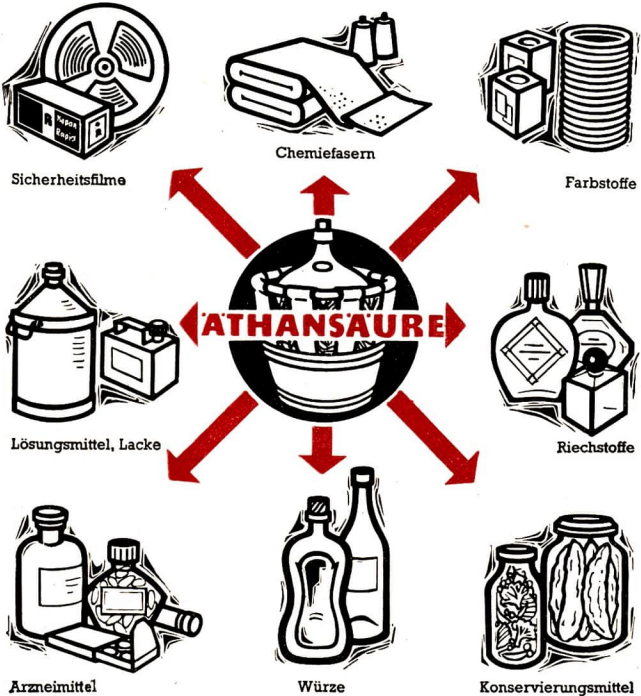 R
Sicherheitsfilme
Chemiefasern
Farbstoffe
ÄTHANSÄURE
Lösungsmittel, Lacke
Riechstoffe
Arzneimittel
Würze
Konservierungsmittel